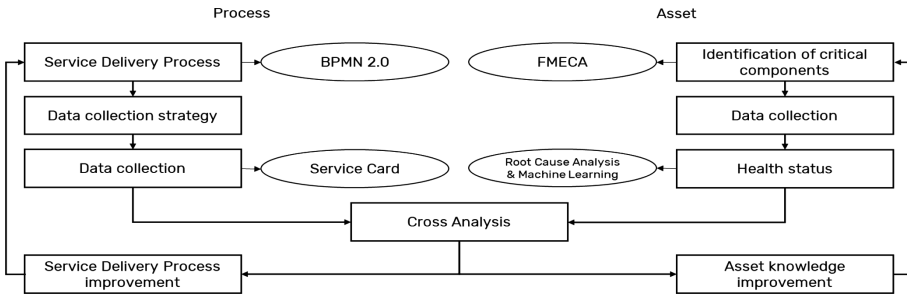 Process
Asset
Service Delivery Process
BPMN 2.0
FMECA
Identification of critical
components
Data collection strategy
Data collection
Data collection
Service Card
Root Cause Analysis
& Machine Learning
Health status
Cross Analysis
Service Delivery Process
improvement
Asset knowledge
improvement